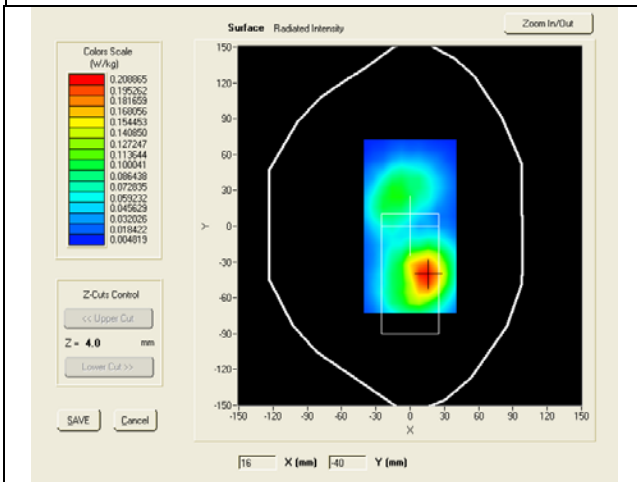 Surface Radiated Intensity
Zoom In/Out
Colors Scale
(W/kg)
0.208865
0.195262
0.181659
0.168056
0.154453
0.140850
0.127247
0.113644
0.100041
0.086438
0.072835
0.059232
0.045629
0.032026
0.018422
0.004819
150
120
90
60
30
0
-30
-60
-90
-120
-150
Y
-150 -120 -90 -60 -30 0 30 60 90 120 150
X
Z-Cuts Control
<< Upper Cut
Z = 4.0 mm
Lower Cut >>
SAVE Cancel
16 X (mm) -40 Y (mm)